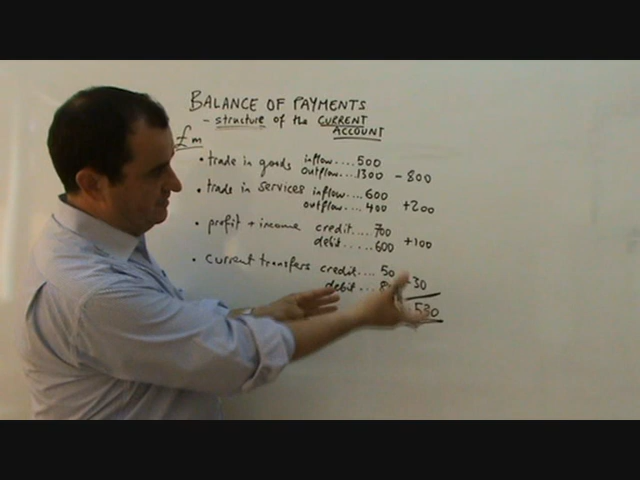 BALANCE OF PAYMENTS
- structure of the CURRENT
ACCOUNT
£m
• trade in goods inflow....500
outflow....1300 - 800
• trade in services inflow....600
outflow....400 +200
• profit + income credit....700
debit.....600 +100
• current transfers credit....50
debit... 30
530